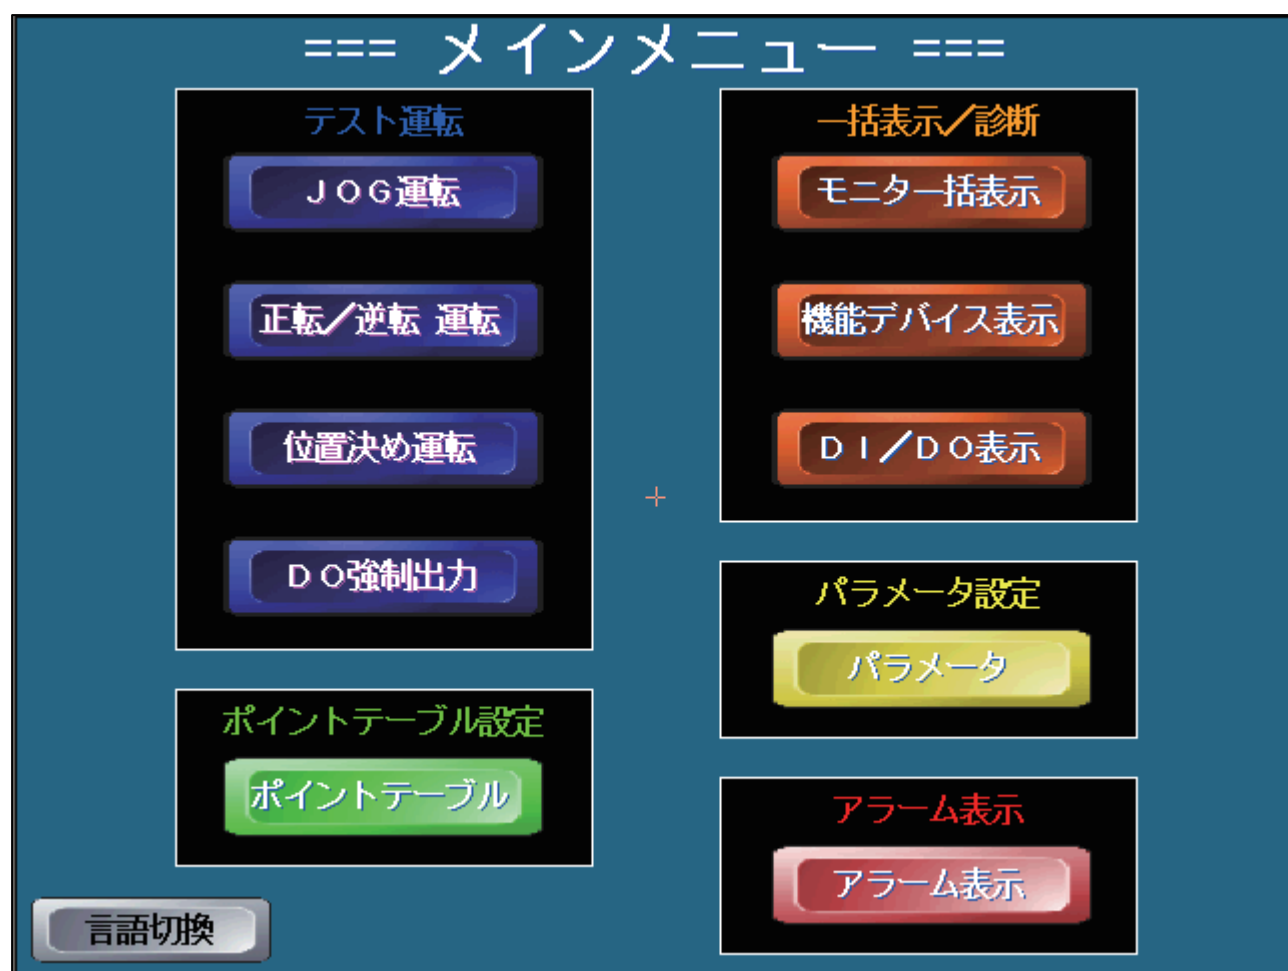 === メインメニュー ===
テスト運転
ＪＯＧ運転
正転／逆転 運転
位置決め運転
ＤＯ強制出力
ポイントテーブル設定
ポイントテーブル
言語切換
一括表示／診断
モニター括表示
機能デバイス表示
ＤＩ／ＤＯ表示
パラメータ設定
パラメータ
アラーム表示
アラーム表示